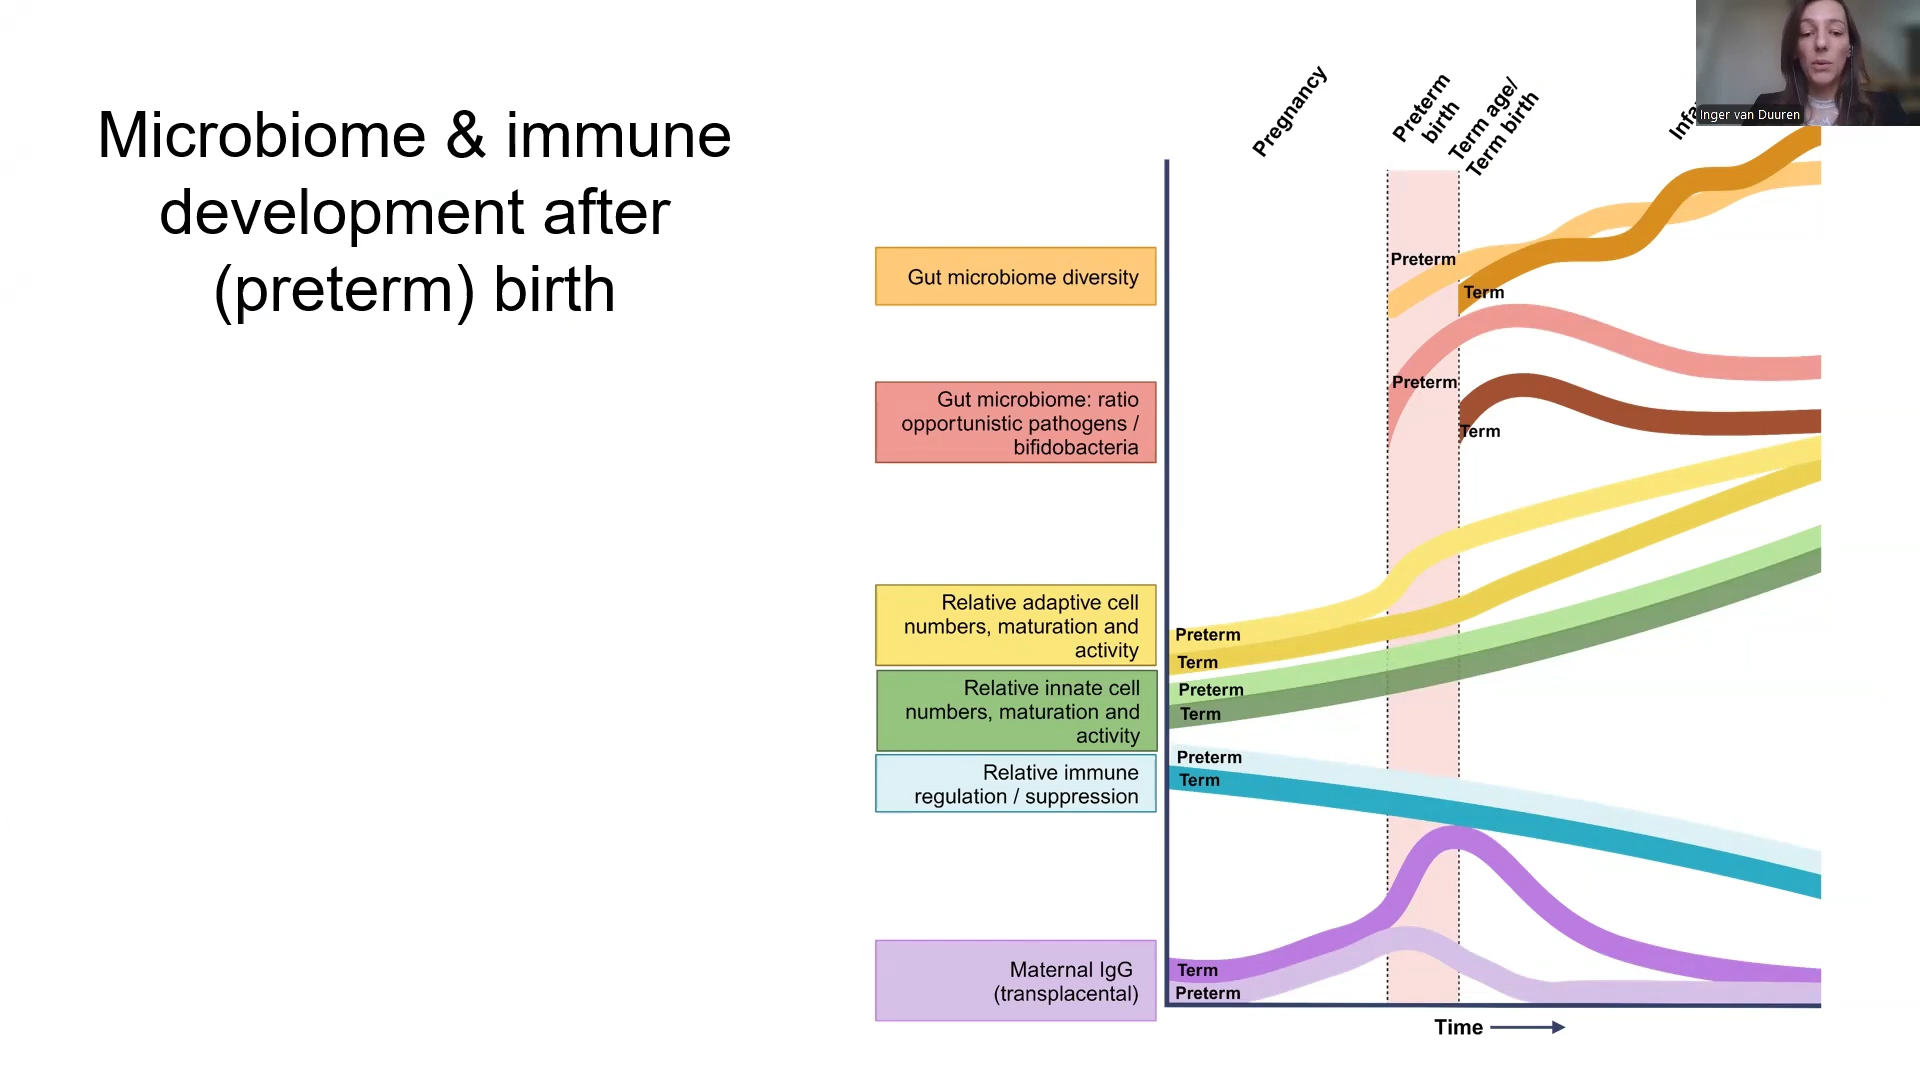 Microbiome & immune
development after
(preterm) birth
Pregnancy
Preterm
birth
Term age/
Term birth
Inger van Duuren
Gut microbiome diversity
Preterm
Term
Gut microbiome: ratio
opportunistic pathogens /
bifidobacteria
Preterm
Term
Relative adaptive cell
numbers, maturation and
activity
Preterm
Term
Relative innate cell
numbers, maturation and
activity
Preterm
Term
Relative immune
regulation / suppression
Preterm
Term
Maternal IgG
(transplacental)
Term
Preterm
Time